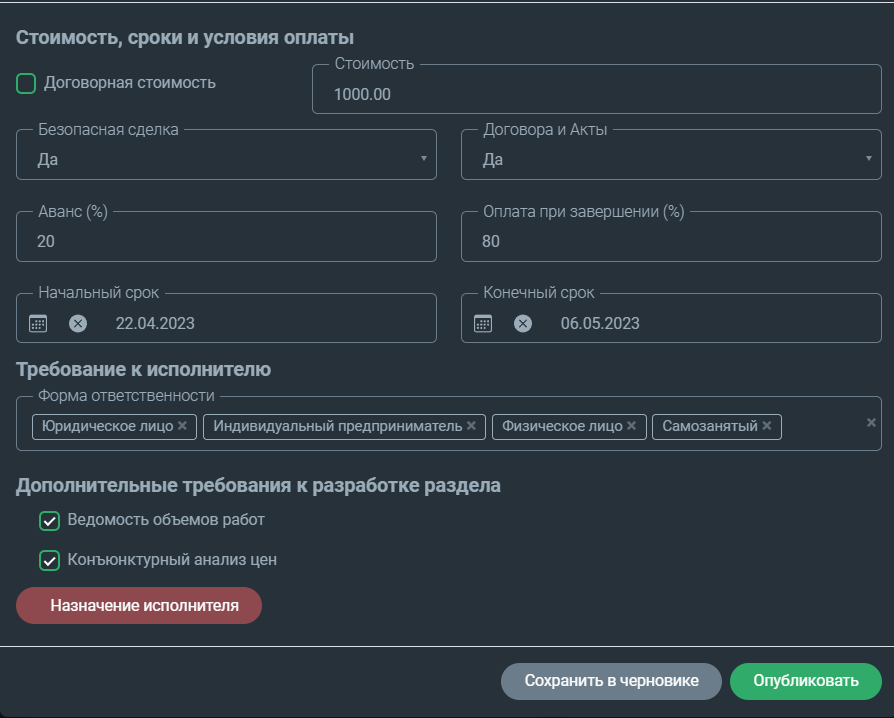 Стоимость, сроки и условия оплаты
Договорная стоимость
Стоимость
1000.00
Безопасная сделка
Да
Договора и Акты
Да
Аванс (%)
20
Оплата при завершении (%)
80
Начальный срок
22.04.2023
Конечный срок
06.05.2023
Требование к исполнителю
Форма ответственности
Юридическое лицо × Индивидуальный предприниматель × Физическое лицо × Самозанятый × ×
Дополнительные требования к разработке раздела
Ведомость объемов работ
Конъюнктурный анализ цен
Назначение исполнителя
Сохранить в черновике Опубликовать